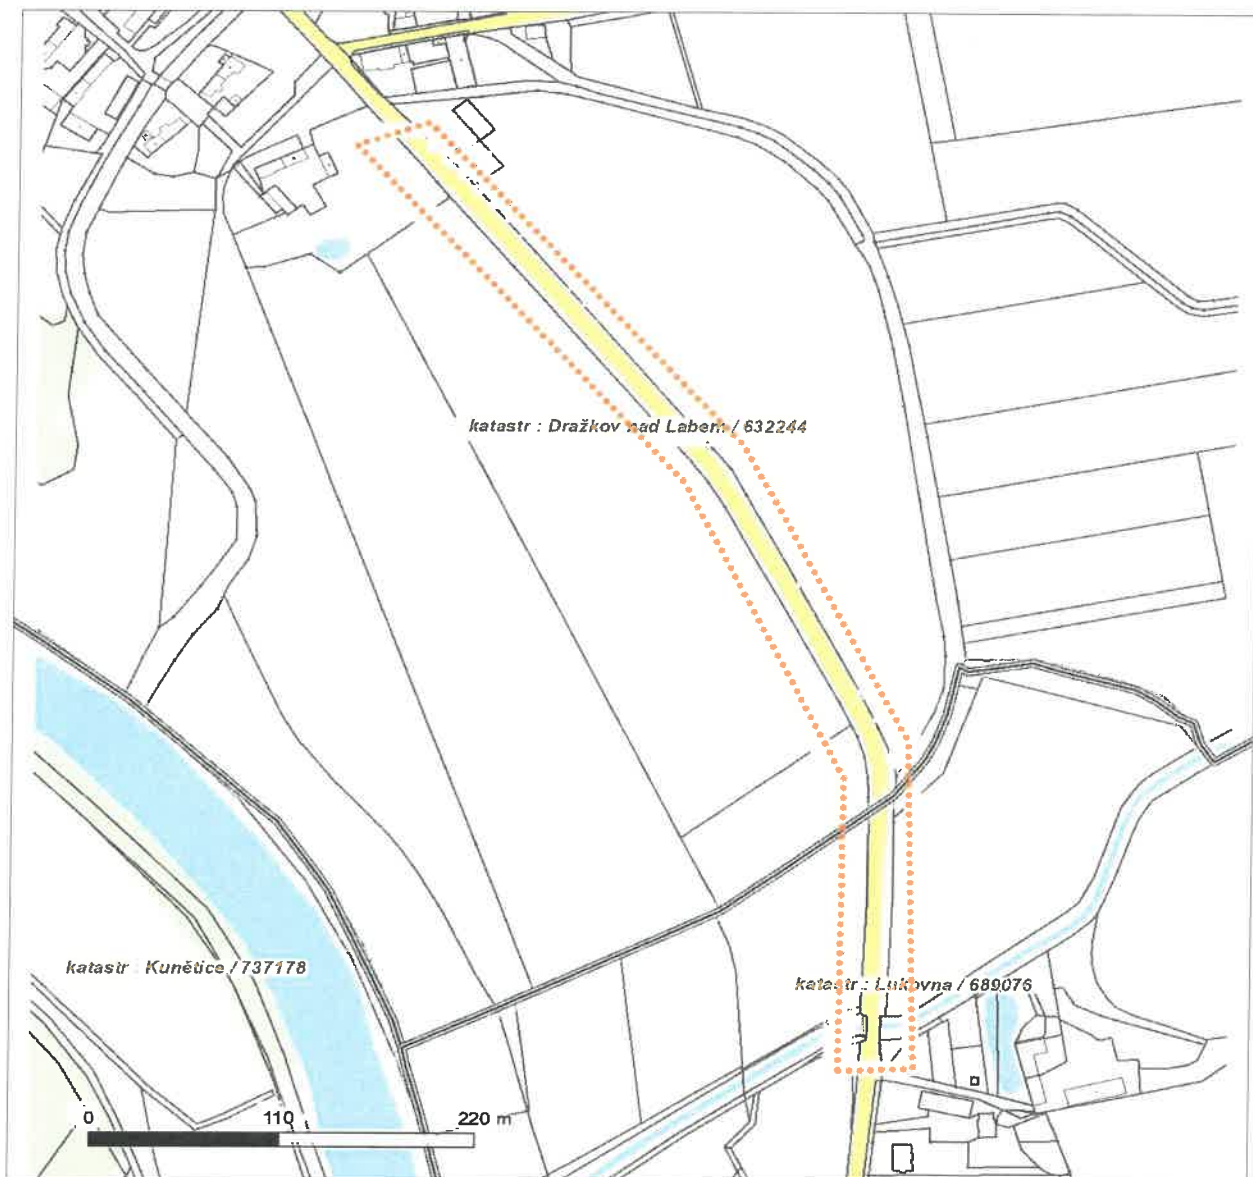 katastr : Dražkov nad Labem / 632244
katastr : Kunětice / 737178
katastr : Lukovna / 689076
0 110 220 m